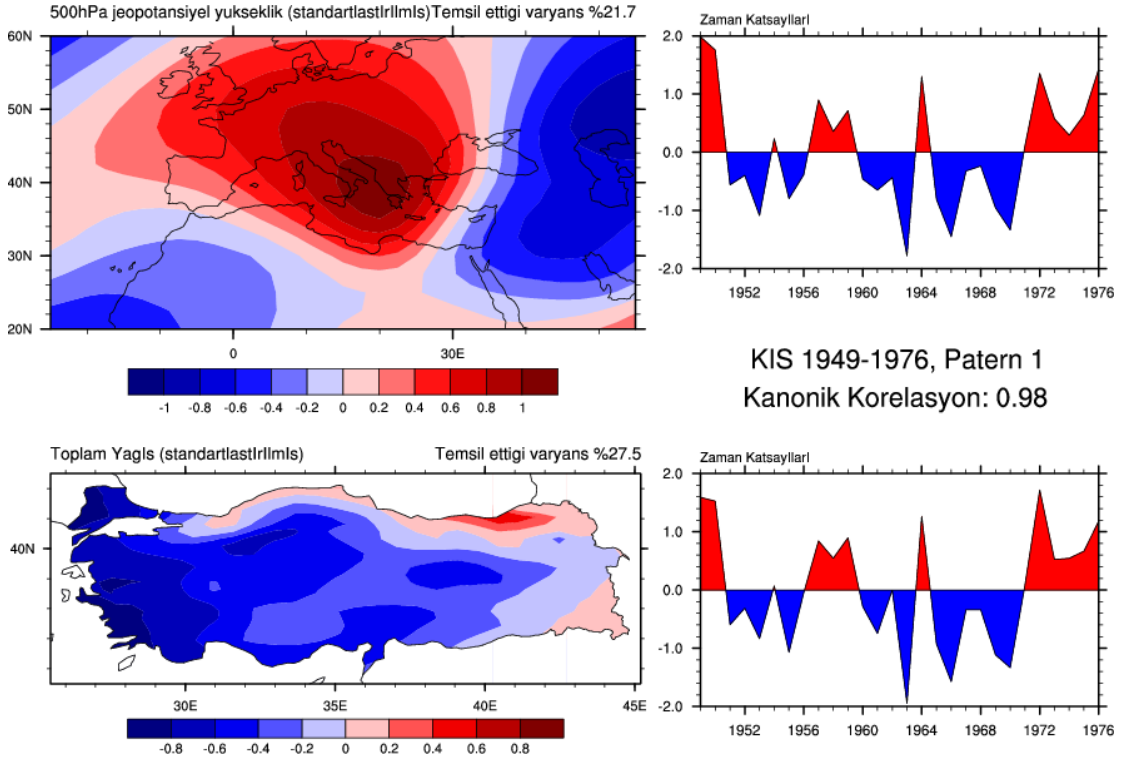 500hPa jeopotansiyel yukseklik (standartlastIrIlmIs) Temsil ettigi varyans %21.7
60N
50N
40N
30N
20N
0 30E
-1 -0.8 -0.6 -0.4 -0.2 0 0.2 0.4 0.6 0.8 1
Zaman KatsayIlarI
2.0
1.0
0.0
-1.0
-2.0
1952 1956 1960 1964 1968 1972 1976
KIS 1949-1976, Patern 1
Kanonik Korelasyon: 0.98
Toplam YagIs (standartlastIrIlmIs) Temsil ettigi varyans %27.5
40N
30E 35E 40E 45E
-0.8 -0.6 -0.4 -0.2 0 0.2 0.4 0.6 0.8
Zaman KatsayIlarI
2.0
1.0
0.0
-1.0
-2.0
1952 1956 1960 1964 1968 1972 1976